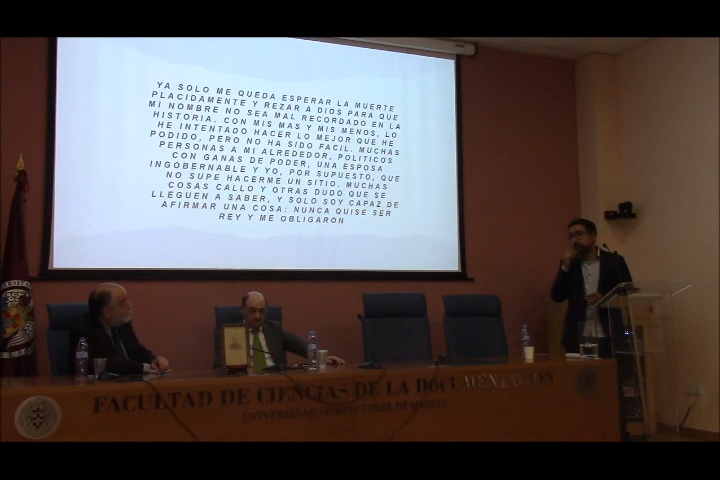 YA SOLO ME QUEDA ESPERAR LA MUERTE
PLACIDAMENTE Y REZAR A DIOS PARA QUE
MI NOMBRE NO SEA MAL RECORDADO EN LA
HISTORIA. CON MIS MAS Y MIS MENOS, LO
HE INTENTADO HACER LO MEJOR QUE HE
PODIDO, PERO NO HA SIDO FACIL. MUCHAS
PERSONAS A MI ALREDEDOR, POLITICOS
CON GANAS DE PODER, UNA ESPOSA
INGOBERNABLE Y YO, POR SUPUESTO, QUE
NO SUPE HACERME UN SITIO. MUCHAS
COSAS CALLO Y OTRAS DUDO QUE SE
LLEGUEN A SABER, Y SOLO SOY CAPAZ DE
AFIRMAR UNA COSA: NUNCA QUISE SER
REY Y ME OBLIGARON
FACULTAD DE CIENCIAS DE LA DOCUMENTACIÓN
UNIVERSIDAD COMPLUTENSE DE MADRID